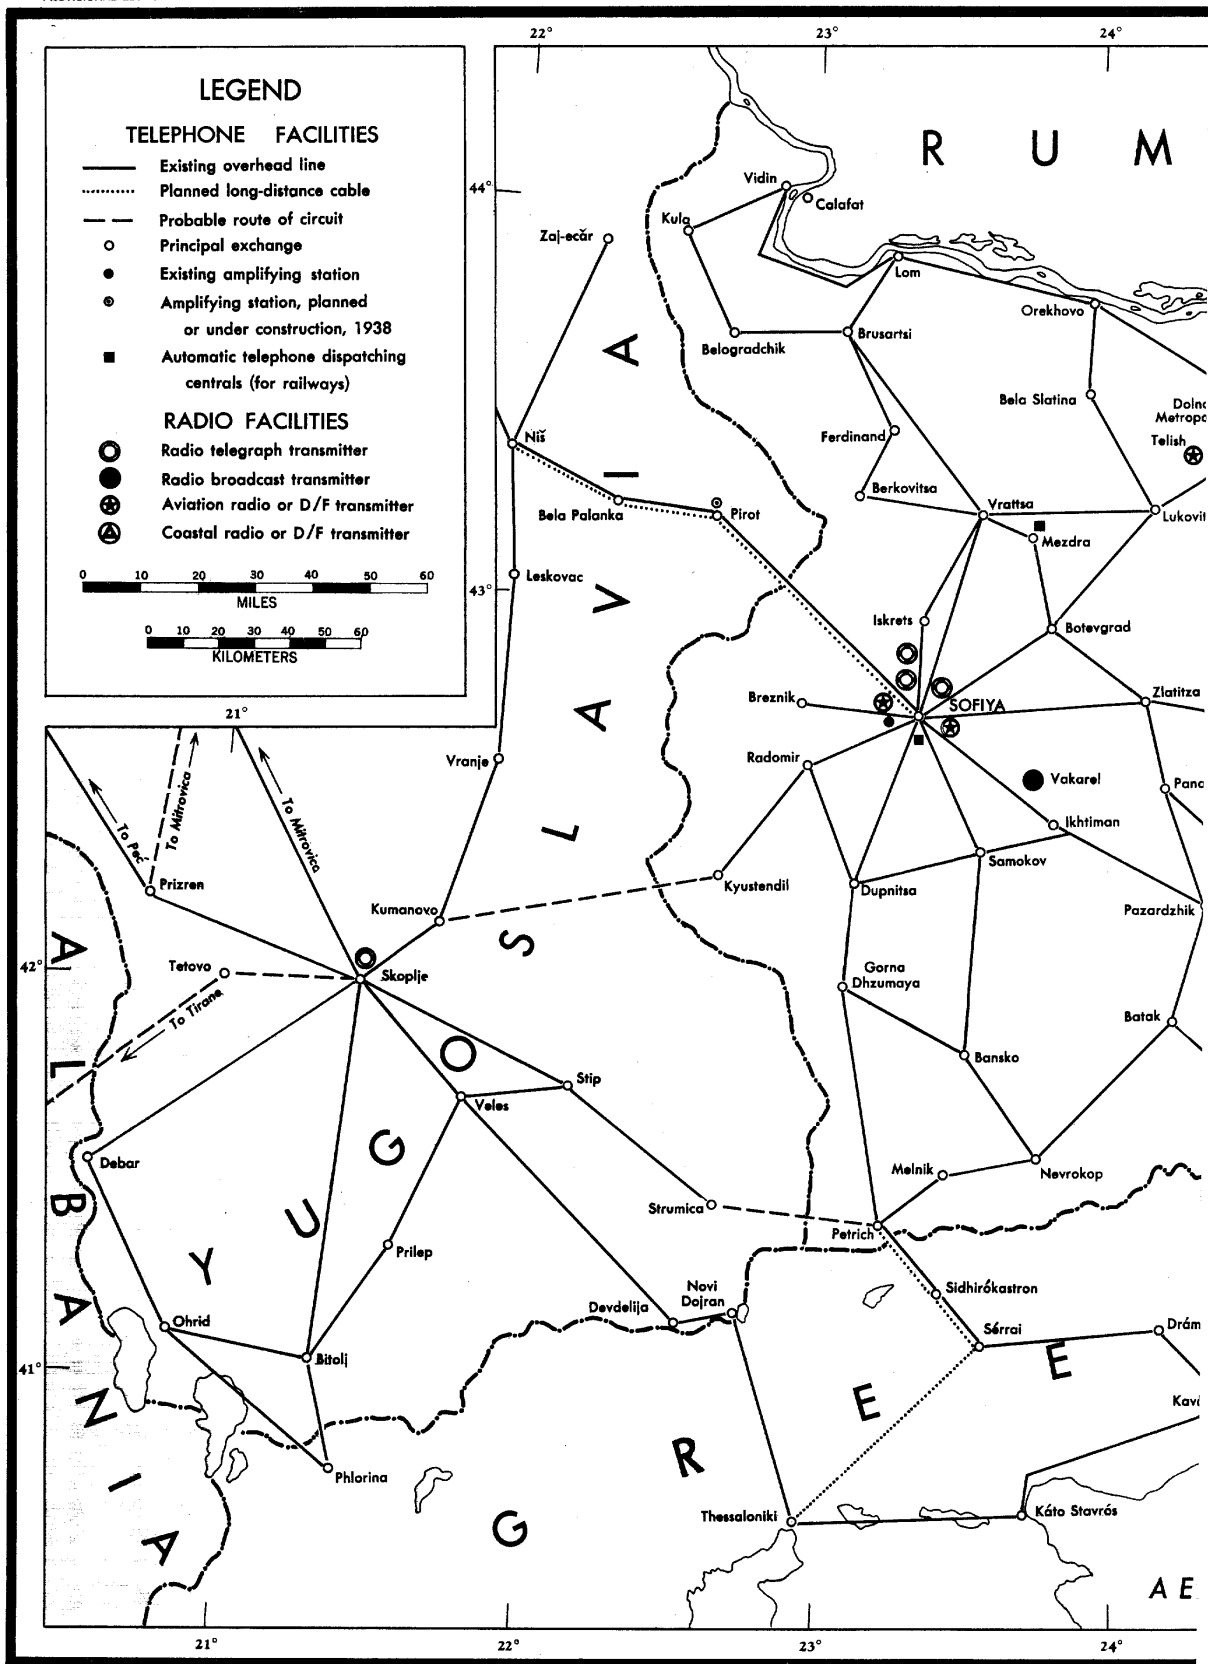 22°
23°
24°
LEGEND
TELEPHONE FACILITIES
Existing overhead line
Planned long-distance cable
Probable route of circuit
Principal exchange
Existing amplifying station
Amplifying station, planned
or under construction, 1938
Automatic telephone dispatching
centrals (for railways)
RADIO FACILITIES
Radio telegraph transmitter
Radio broadcast transmitter
Aviation radio or D/F transmitter
Coastal radio or D/F transmitter
0 10 20 30 40 50 60
MILES
0 10 20 30 40 50 60
KILOMETERS
R U M
44°
Vidin
Calafat
Kula
Zaj-ečăr
Lom
Orekhovo
Belogradchik
Brusartsi
Bela Slatina
Dolna
Metropo
Telish
Niš
Ferdinand
Berkovitsa
Vrattsa
Lukovit
Bela Palanka
Pirot
Mezdra
43°
Leskovac
Iskrets
Botevgrad
Breznik
SOFIYA
Zlatitza
21°
Vranje
Radomir
Vakarel
Panc
To Peć
To Mitrovica
To Mitrovica
Ikhtiman
Samokov
Prizren
Kyustendil
Dupnitsa
Kumanovo
Pazardzhik
42°
Tetovo
Skoplje
Gorna
Dhzumaya
To Tirane
Batak
Bansko
Stip
Veles
Debar
Melnik
Nevrokop
Strumica
Petrich
Prilep
Novi
Dojran
Sidhirókastron
Devdelija
Ohrid
Sérrai
Drám
41°
Bitolj
Kavá
Phlorina
Thessaloniki
Káto Stavrós
Y U G O S L A V I A
A L B A N I A
G R E E
A E
21°
22°
23°
24°